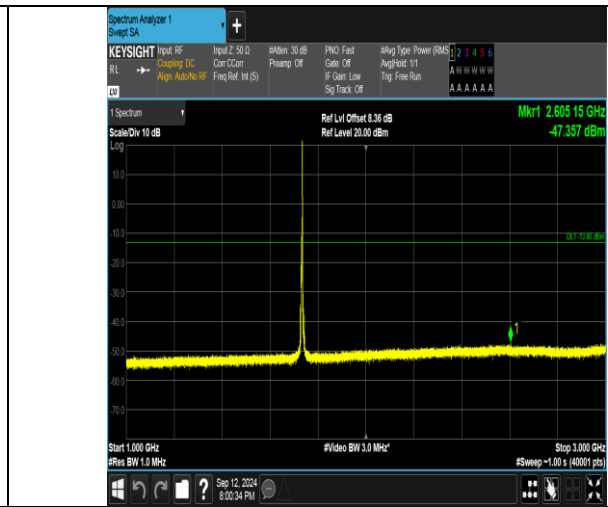 Spectrum Analyzer 1
Swept SA
+
KEYSIGHT Input: RF Input Z: 50 Ω #Atten: 30 dB PNO: Fast #Avg Type: Power (RMS 1 2 3 4 5 6
RL Coupling: DC Corr CCorr Preamp: Off Gate: Off Avg|Hold: 1/1 A W W W W W
Align: Auto/No RF Freq Ref: Int (S) IF Gain: Low Trig: Free Run
Sig Track: Off A A A A A A
LXI
1 Spectrum Ref Lvl Offset 8.36 dB Mkr1 2.605 15 GHz
Scale/Div 10 dB Ref Level 20.00 dBm -47.357 dBm
Log
10.0
0.00
-10.0
DL1 -13.00 dBm
-20.0
-30.0
-40.0
1
-50.0
-60.0
-70.0
Start 1.000 GHz #Video BW 3.0 MHz* Stop 3.000 GHz
#Res BW 1.0 MHz #Sweep ~1.00 s (40001 pts)
? Sep 12, 2024
8:00:34 PM